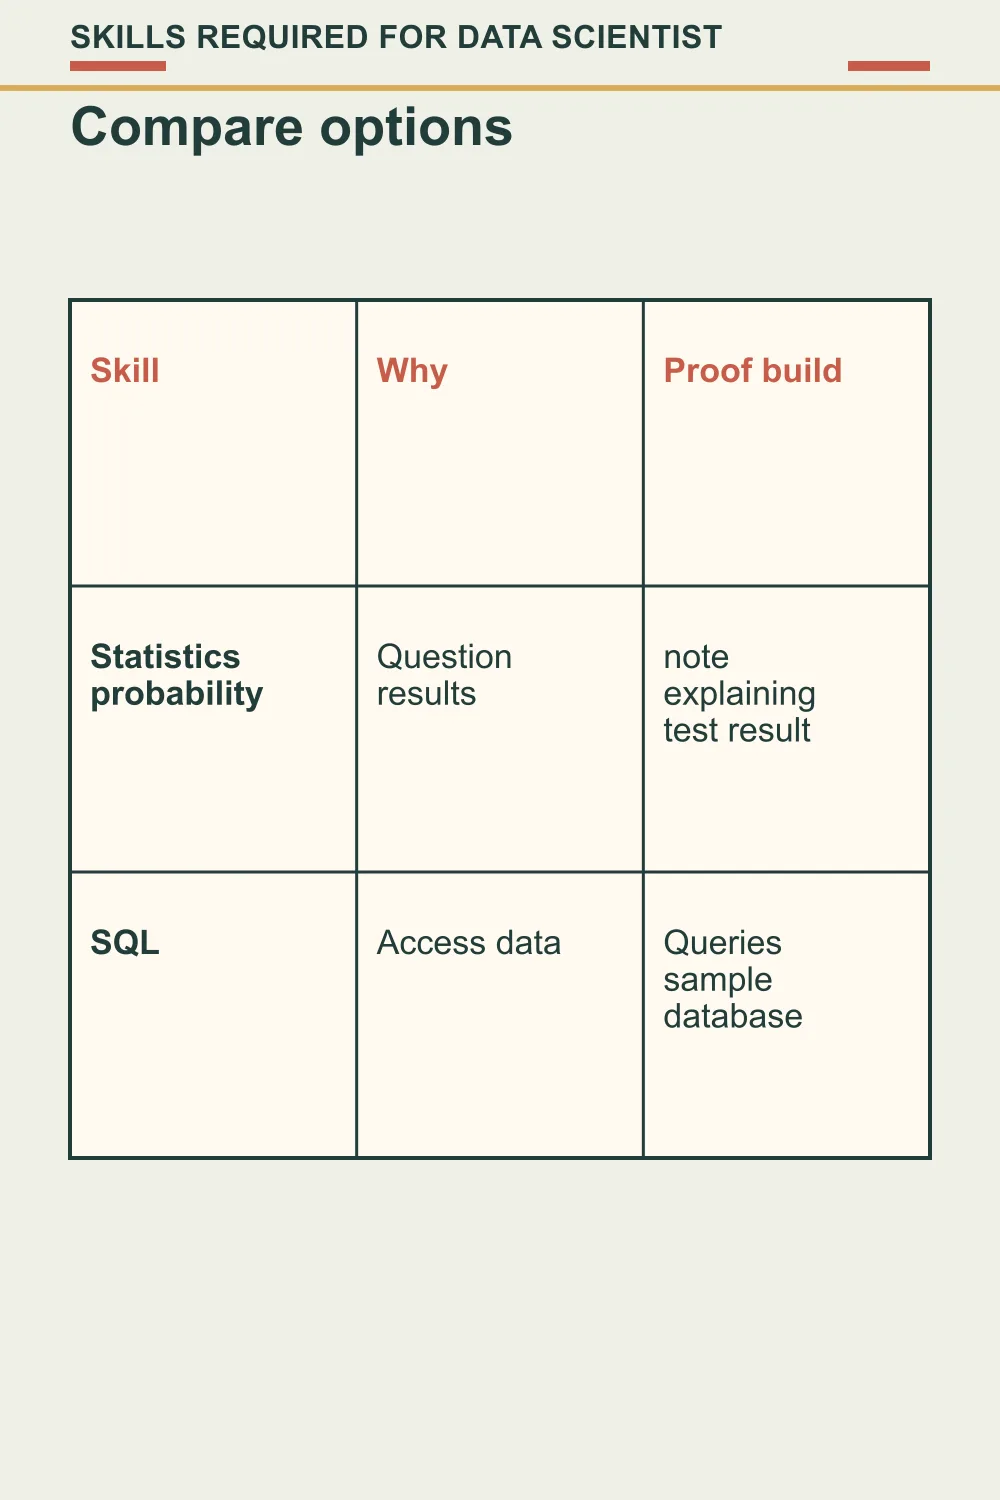 SKILLS REQUIRED FOR DATA SCIENTIST
Compare options
Skill
Why
Proof build
Statistics
probability
Question
results
note
explaining
test result
SQL
Access data
Queries
sample
database